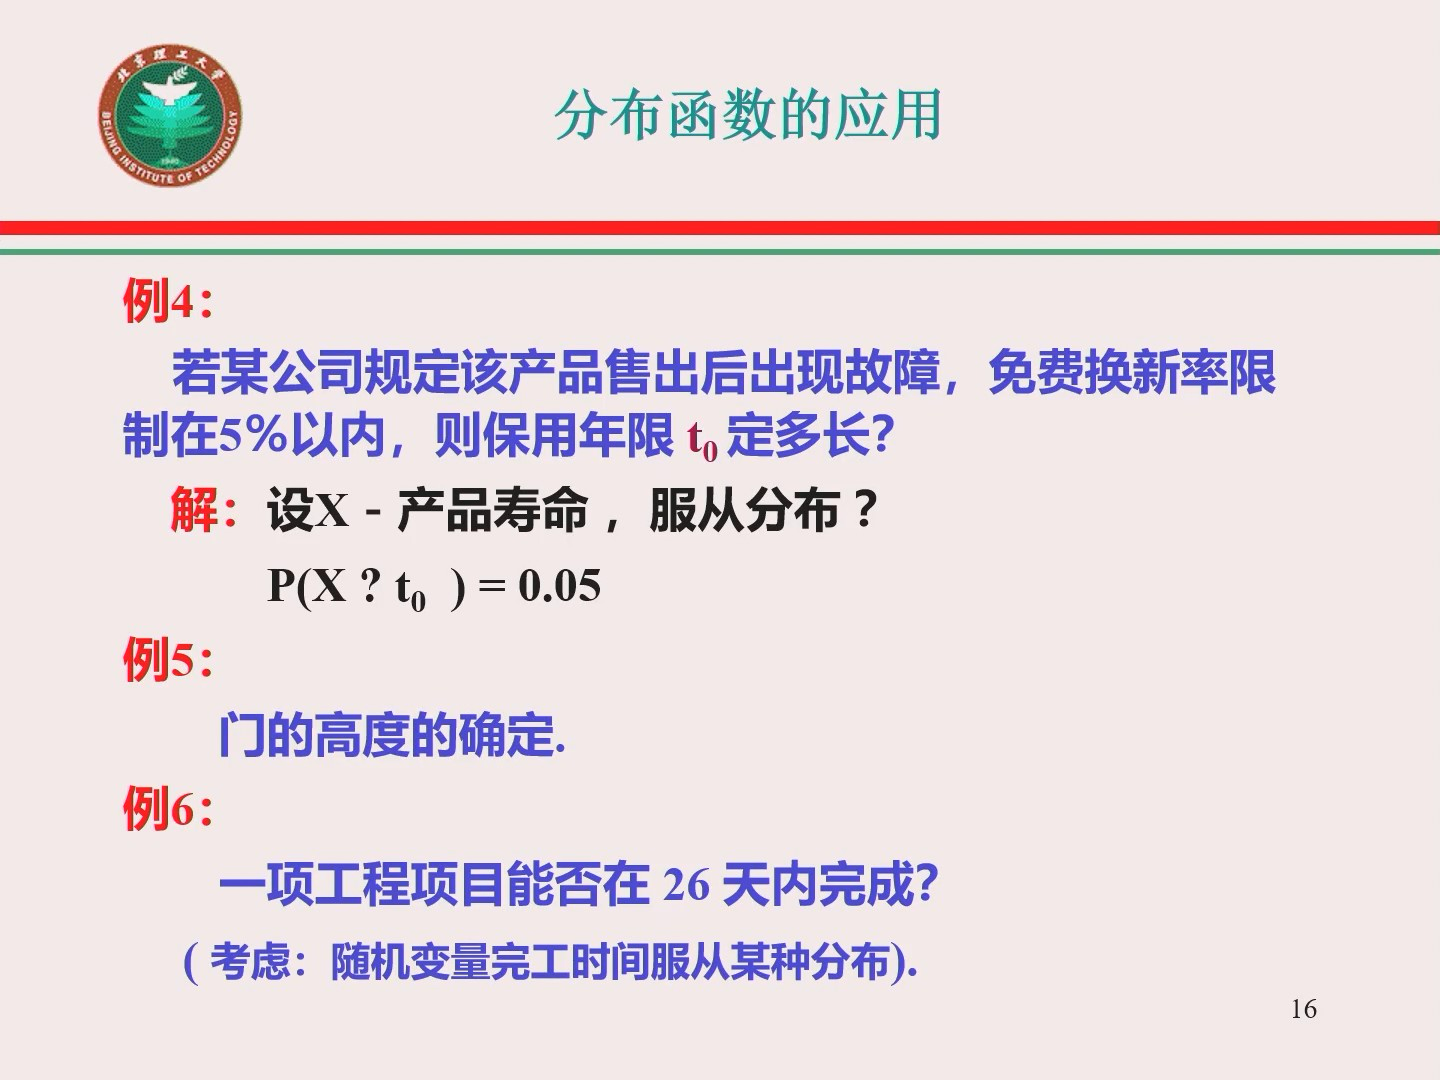 北京理工大学
BEIJING INSTITUTE OF TECHNOLOGY
1940
分布函数的应用
例4：
若某公司规定该产品售出后出现故障，免费换新率限
制在5%以内，则保用年限 t₀ 定多长?
解：设X - 产品寿命 ，服从分布 ？
P(X ? t₀ ) = 0.05
例5：
门的高度的确定.
例6：
一项工程项目能否在 26 天内完成?
( 考虑：随机变量完工时间服从某种分布).
16